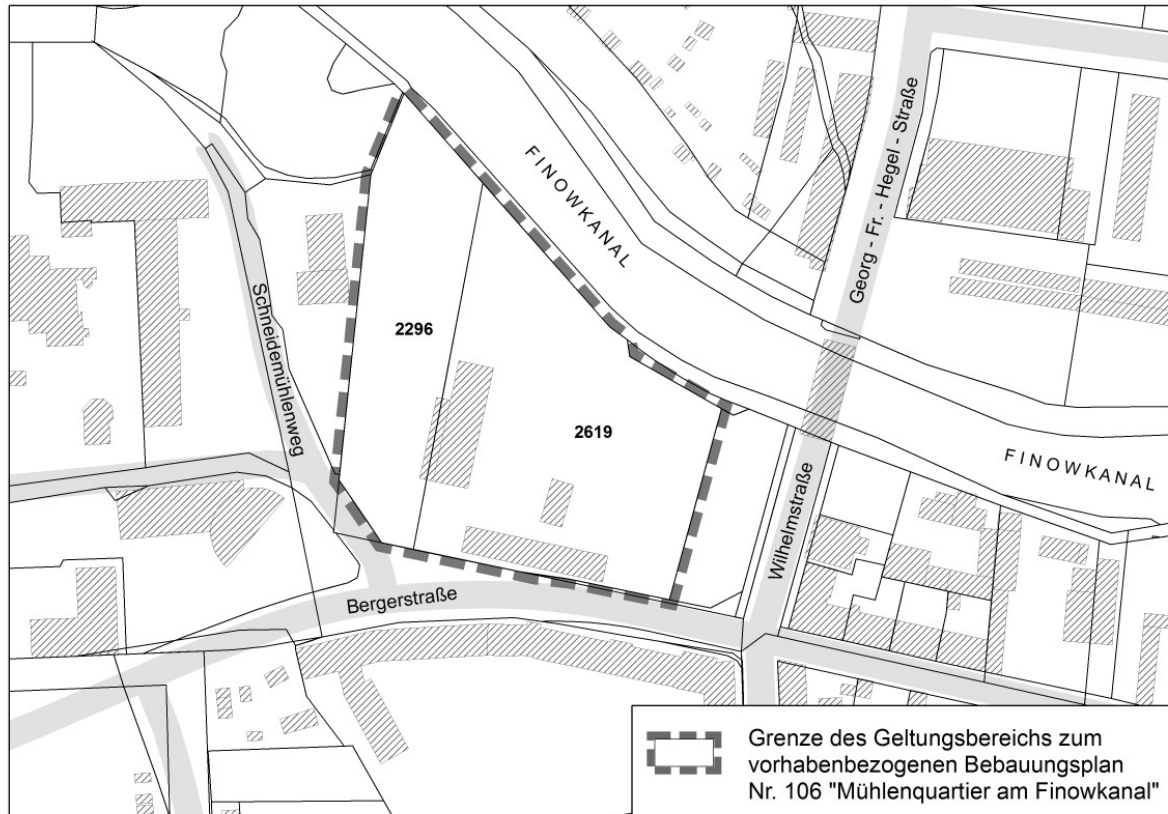 FINOWKANAL
Georg - Fr. - Hegel - Straße
2296
Schneidemühlenweg
2619
FINOWKANAL
Wilhelmstraße
Bergerstraße
Grenze des Geltungsbereichs zum
vorhabenbezogenen Bebauungsplan
Nr. 106 "Mühlenquartier am Finowkanal"